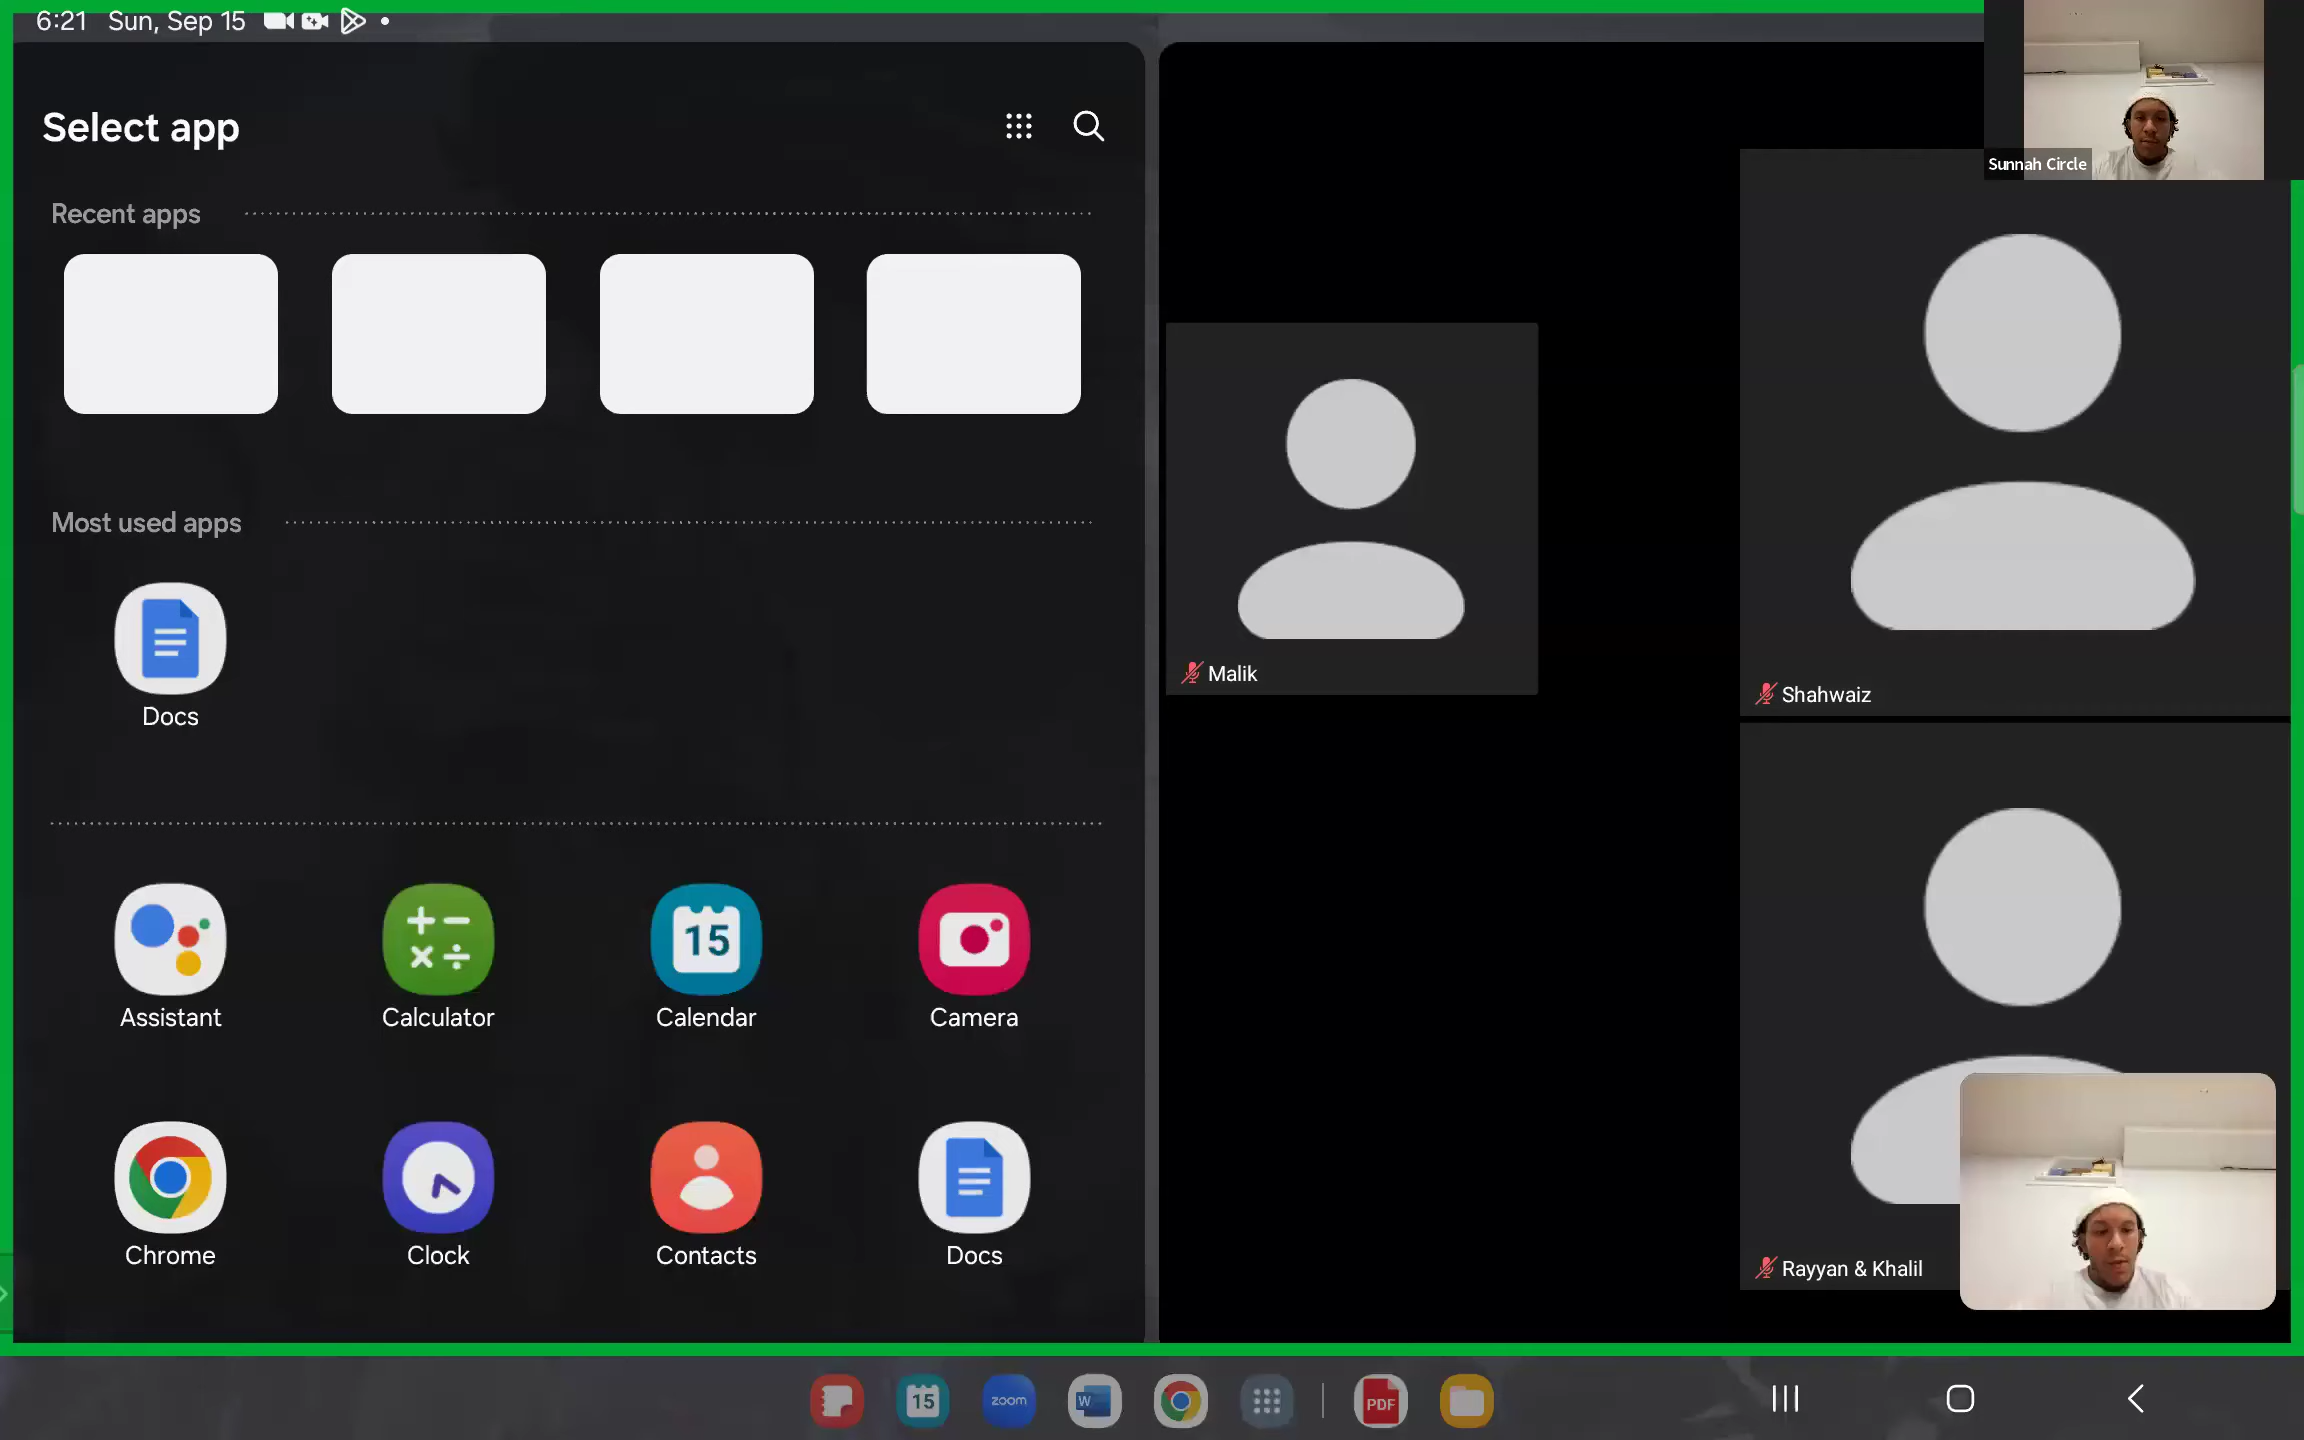 6:21 Sun, Sep 15
Select app
Recent apps
Most used apps
Docs
Assistant
Calculator
15
Calendar
Camera
Chrome
Clock
Contacts
Docs
Sunnah Circle
Malik
Shahwaiz
Rayyan & Khalil
15
zoom
W
PDF